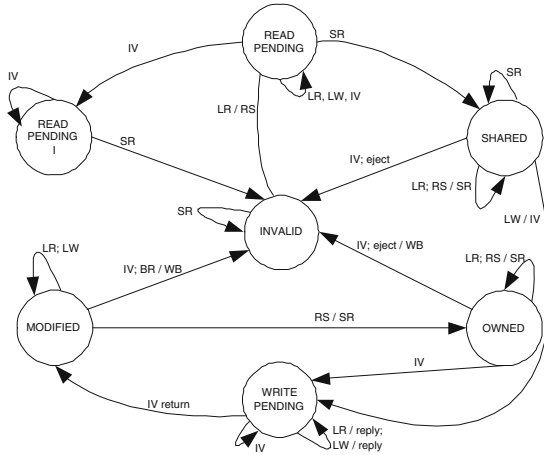 READ
PENDING
IV
SR
IV
LR, LW, IV
SR
LR / RS
READ
PENDING
I
SR
SHARED
IV; eject
LR; RS / SR
SR
INVALID
LW / IV
LR; LW
IV; BR / WB
IV; eject / WB
LR; RS / SR
MODIFIED
RS / SR
OWNED
IV
WRITE
PENDING
IV return
LR / reply;
LW / reply
IV